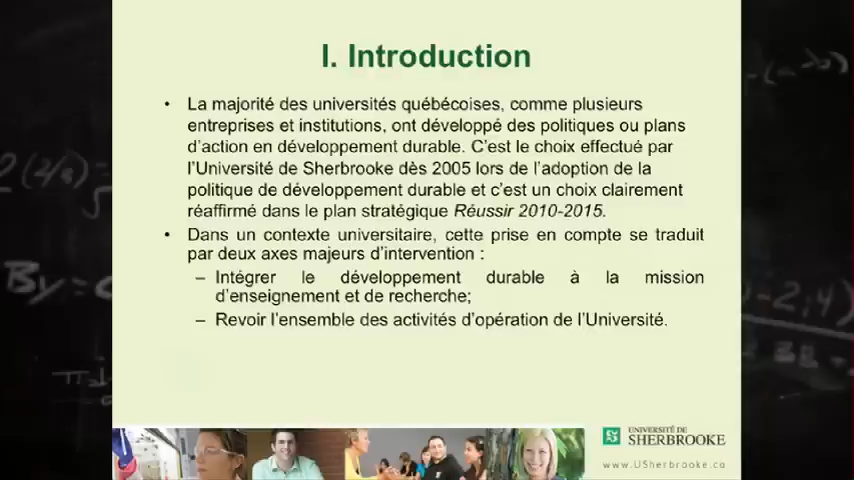 I. Introduction
• La majorité des universités québécoises, comme plusieurs
entreprises et institutions, ont développé des politiques ou plans
d'action en développement durable. C'est le choix effectué par
l'Université de Sherbrooke dès 2005 lors de l'adoption de la
politique de développement durable et c'est un choix clairement
réaffirmé dans le plan stratégique Réussir 2010-2015.
• Dans un contexte universitaire, cette prise en compte se traduit
par deux axes majeurs d'intervention :
– Intégrer le développement durable à la mission
d'enseignement et de recherche;
– Revoir l'ensemble des activités d'opération de l'Université.
UNIVERSITÉ DE
SHERBROOKE
www.USherbrooke.ca